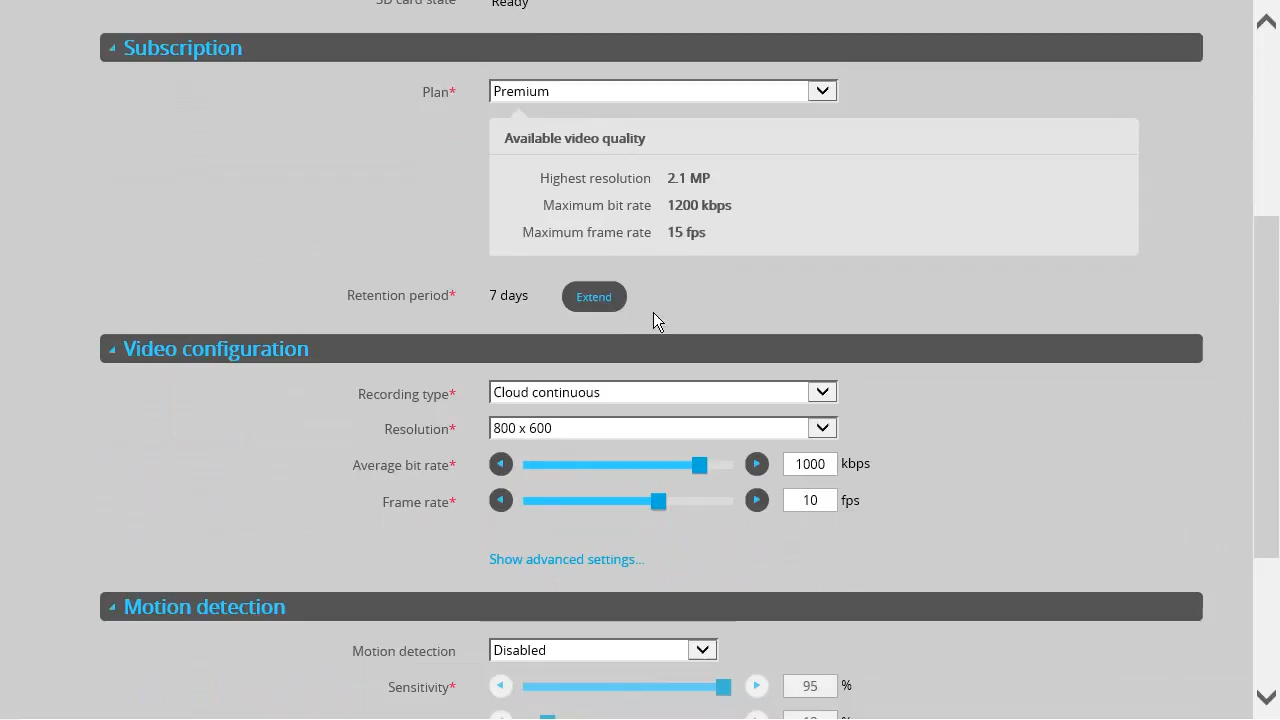 SD card state Ready
Subscription
Plan* Premium
Available video quality
Highest resolution 2.1 MP
Maximum bit rate 1200 kbps
Maximum frame rate 15 fps
Retention period* 7 days Extend
Video configuration
Recording type* Cloud continuous
Resolution* 800 x 600
Average bit rate* 1000 kbps
Frame rate* 10 fps
Show advanced settings...
Motion detection
Motion detection Disabled
Sensitivity* 95 %